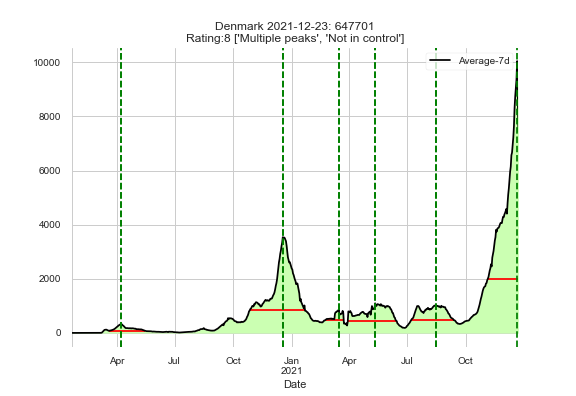 Denmark 2021-12-23: 647701
Rating:8 ['Multiple peaks', 'Not in control']
Average-7d
10000
8000
6000
4000
2000
0
Apr Jul Oct Jan Apr Jul Oct
2021
Date